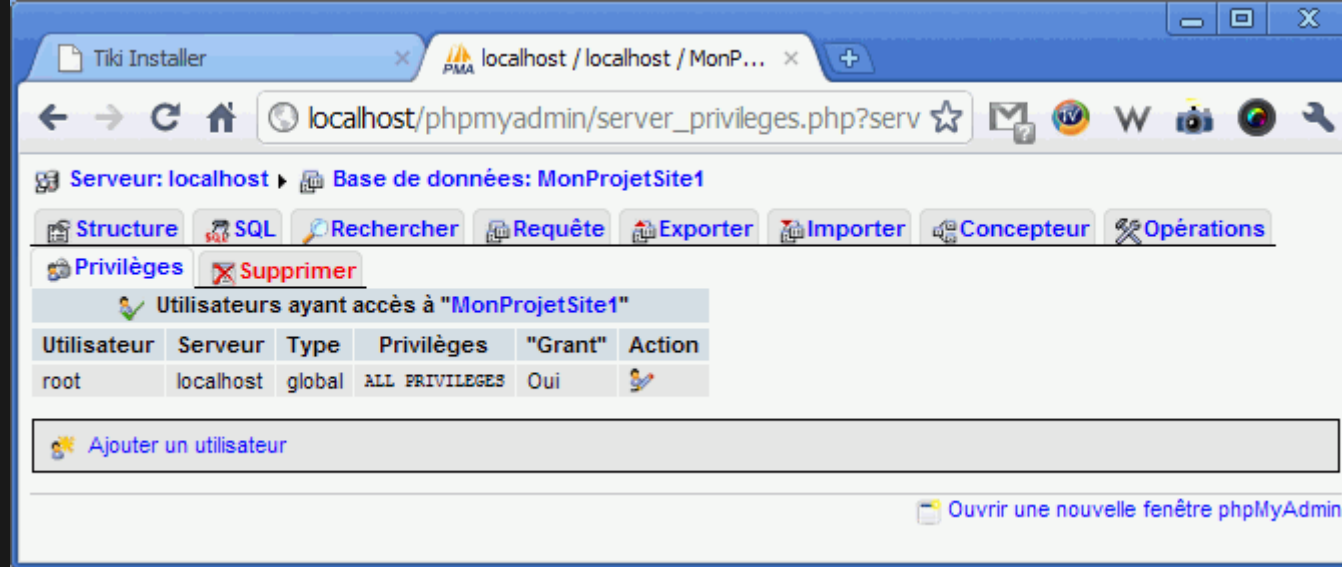 Tiki Installer
PMA localhost / localhost / MonP...
localhost/phpmyadmin/server_privileges.php?serv
Serveur: localhost Base de données: MonProjetSite1
Structure SQL Rechercher Requête Exporter Importer Concepteur Opérations
Privilèges Supprimer
Utilisateurs ayant accès à "MonProjetSite1"
Utilisateur Serveur Type Privilèges "Grant" Action
root localhost global ALL PRIVILEGES Oui
Ajouter un utilisateur
Ouvrir une nouvelle fenêtre phpMyAdmin